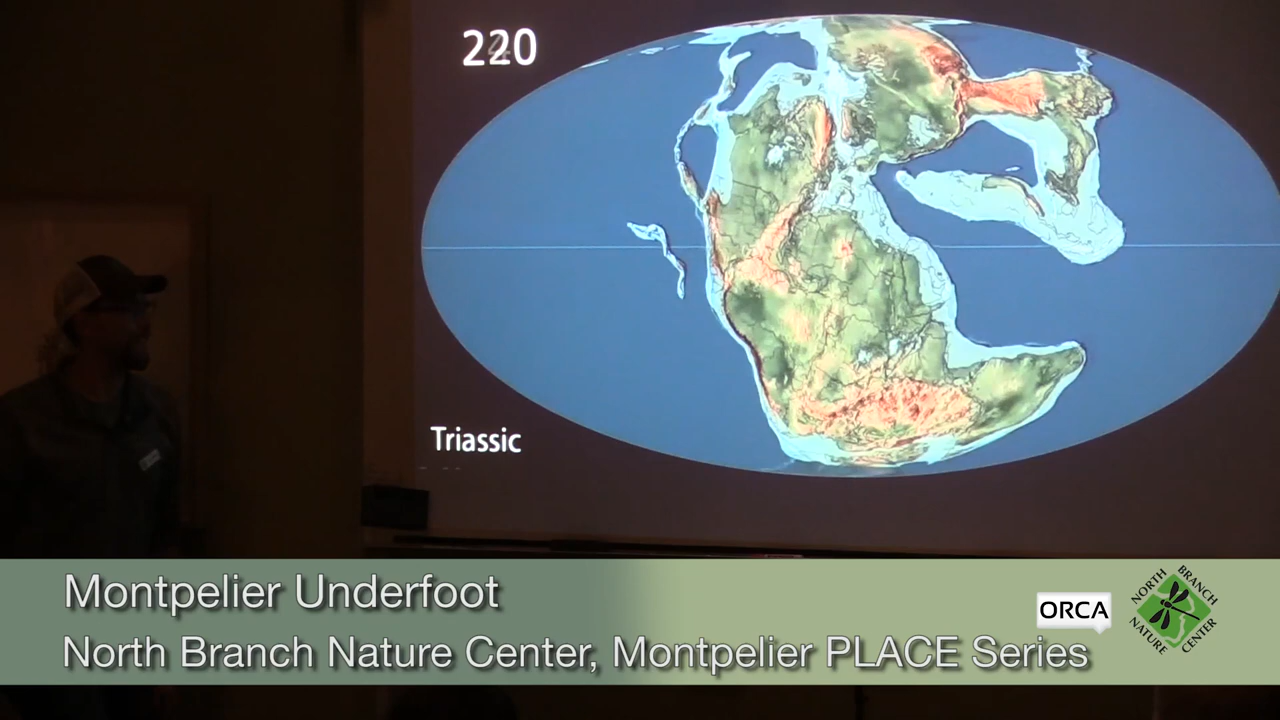 220
Triassic
Montpelier Underfoot
North Branch Nature Center, Montpelier PLACE Series
ORCA
NORTH BRANCH NATURE CENTER